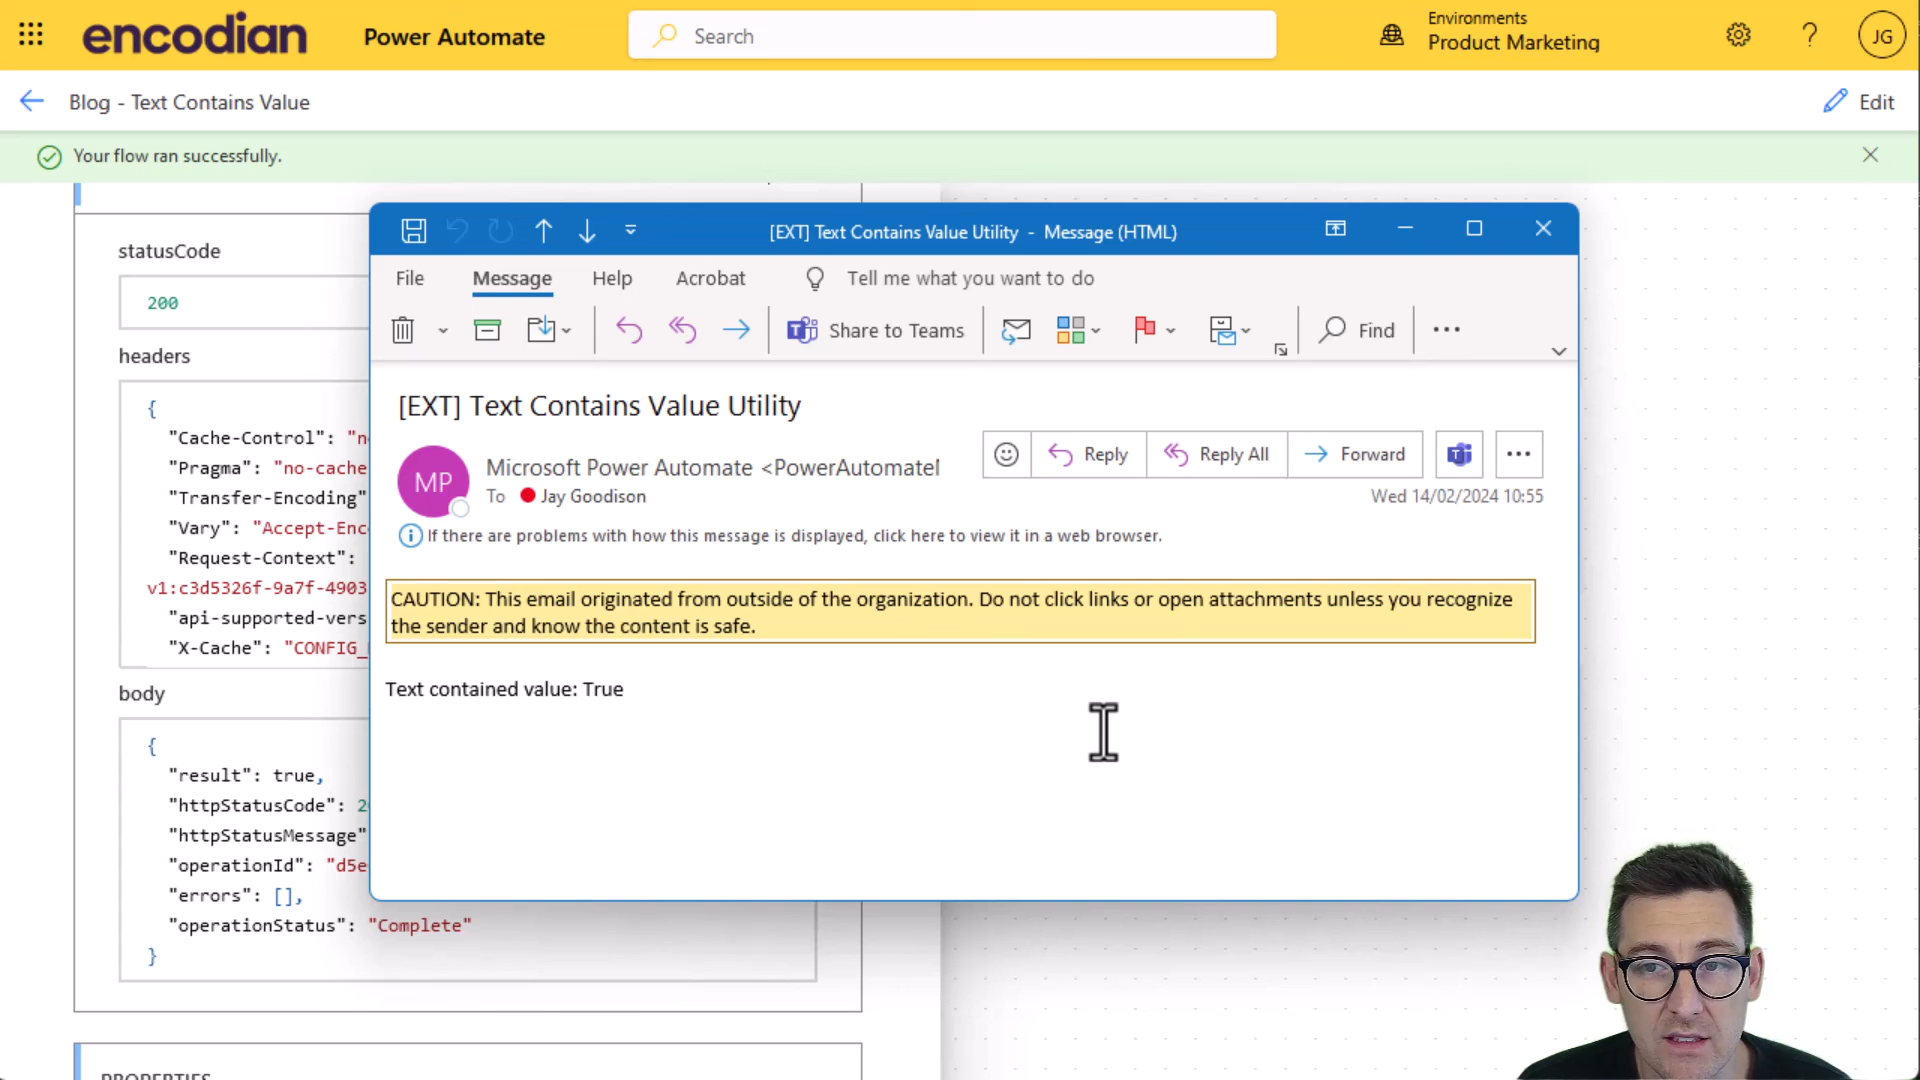 encodian
Power Automate
Search
Environments
Product Marketing
?
JG
Blog - Text Contains Value
Edit
Your flow ran successfully.
[EXT] Text Contains Value Utility - Message (HTML)
File
Message
Help
Acrobat
Tell me what you want to do
Share to Teams
Find
[EXT] Text Contains Value Utility
MP
Microsoft Power Automate <PowerAutomate
To Jay Goodison
Reply
Reply All
Forward
Wed 14/02/2024 10:55
If there are problems with how this message is displayed, click here to view it in a web browser.
CAUTION: This email originated from outside of the organization. Do not click links or open attachments unless you recognize
the sender and know the content is safe.
Text contained value: True
statusCode
200
headers
{
"Cache-Control": "n
"Pragma": "no-cache
"Transfer-Encoding"
"Vary": "Accept-Enc
"Request-Context":
v1:c3d5326f-9a7f-4903
"api-supported-vers
"X-Cache": "CONFIG_
body
{
"result": true,
"httpStatusCode": 2
"httpStatusMessage"
"operationId": "d5e
"errors": [],
"operationStatus": "Complete"
}
PROPERTIES